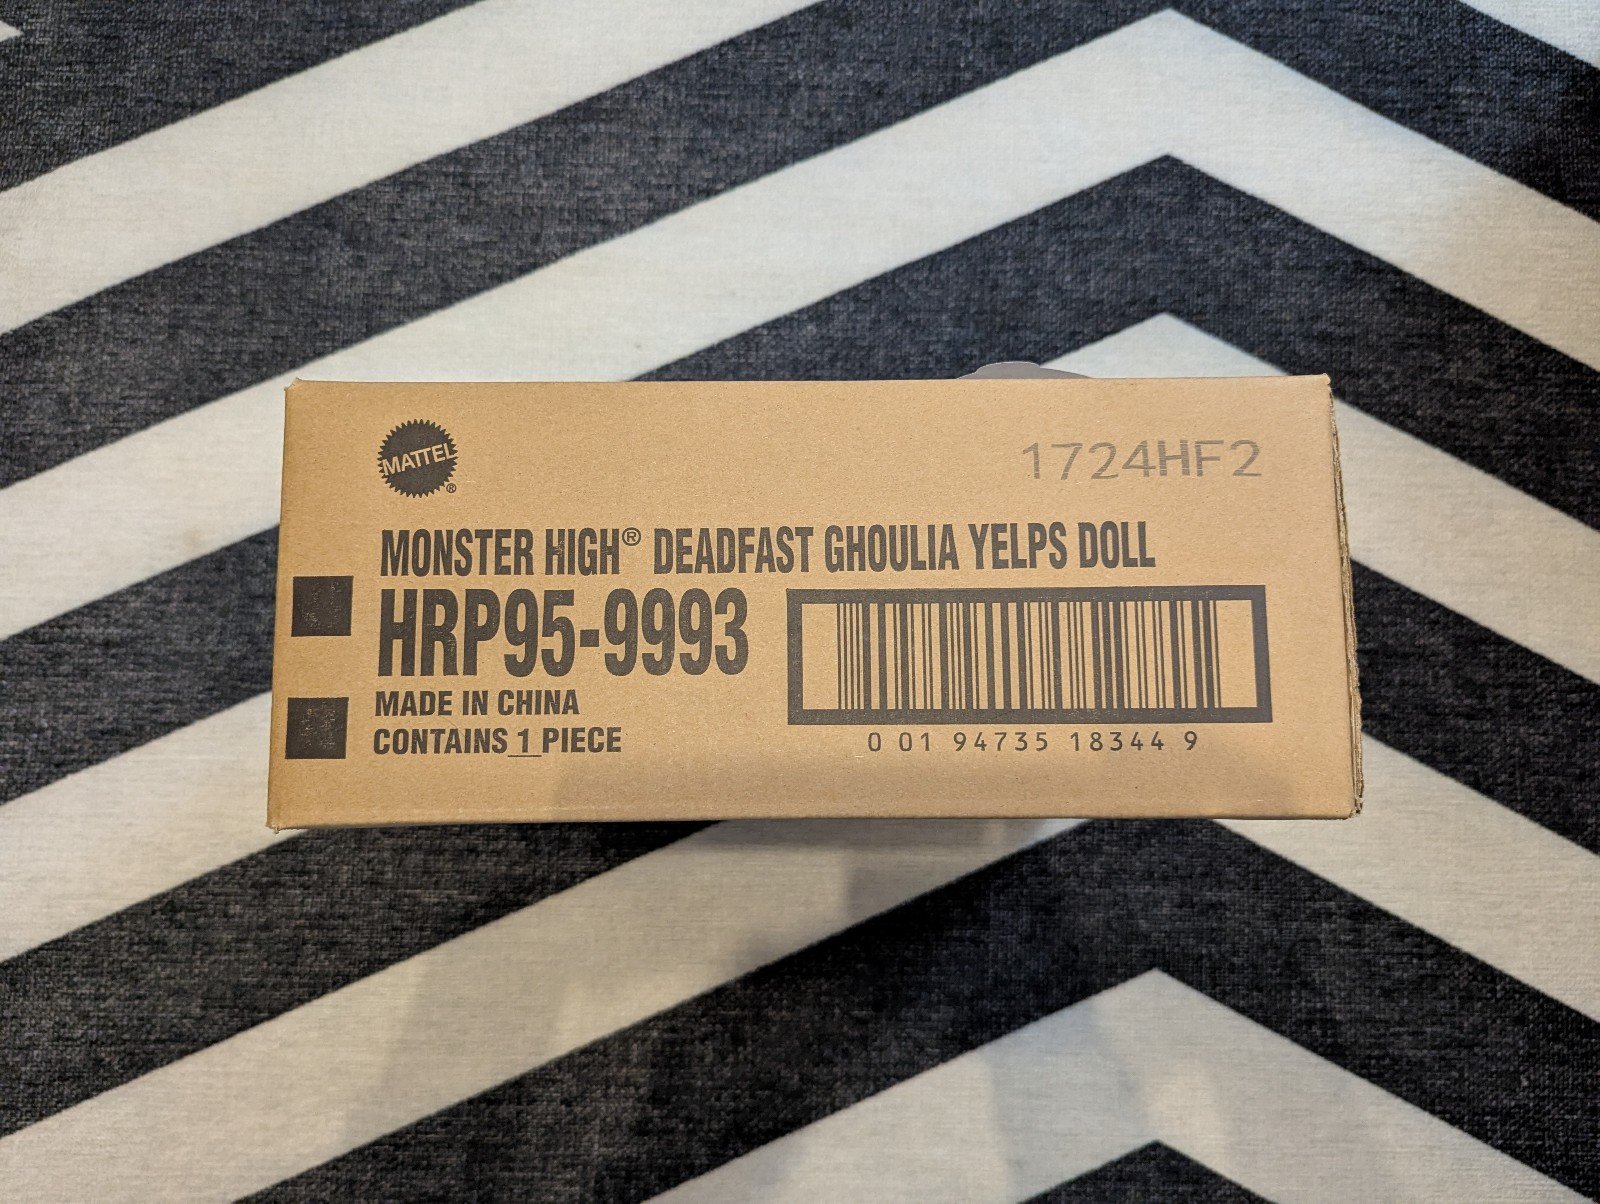 MATTEL®
1724HF2
MONSTER HIGH® DEADFAST GHOULIA YELPS DOLL
HRP95-9993
MADE IN CHINA
CONTAINS 1 PIECE
0 01 94735 18344 9